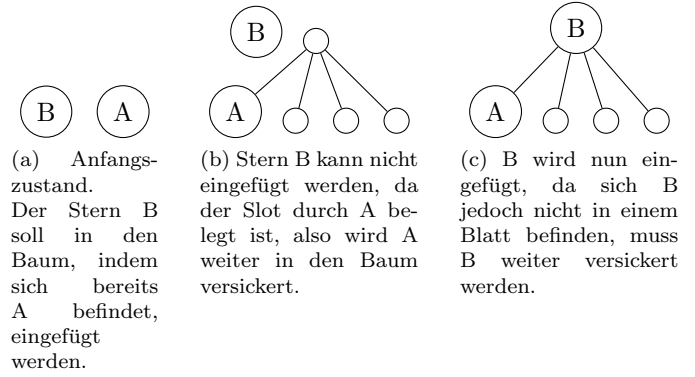 B A
(a) Anfangs-
zustand.
Der Stern B
soll in den
Baum, indem
sich bereits
A befindet,
eingefügt
werden.
B
A
(b) Stern B kann nicht
eingefügt werden, da
der Slot durch A be-
legt ist, also wird A
weiter in den Baum
versickert.
B
A
(c) B wird nun ein-
gefügt, da sich B
jedoch nicht in einem
Blatt befinden, muss
B weiter versickert
werden.